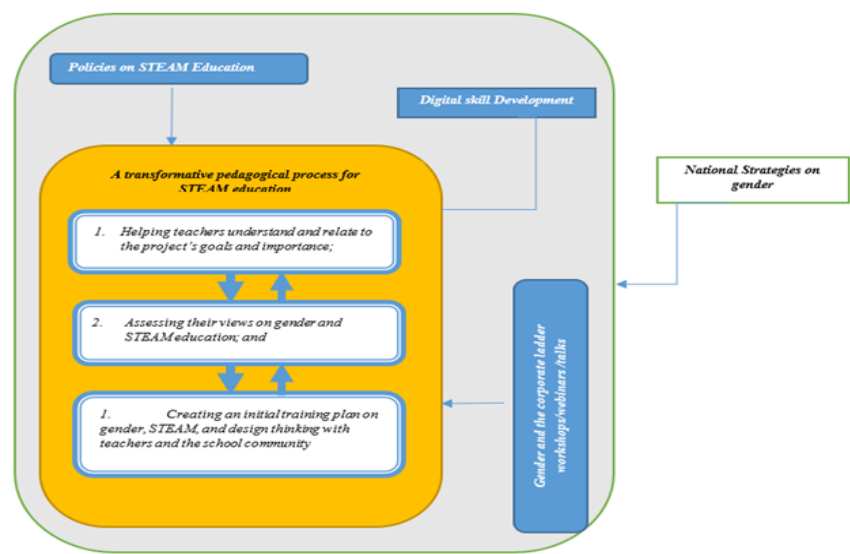 Policies on STEAM Education
Digital skill Development
A transformative pedagogical process for
STEAM education
1. Helping teachers understand and relate to
the project's goals and importance;
2. Assessing their views on gender and
STEAM education; and
1. Creating an initial training plan on
gender, STEAM, and design thinking with
teachers and the school community
Gender and the corporate ladder
workshops/webinars /talks
National Strategies on
gender